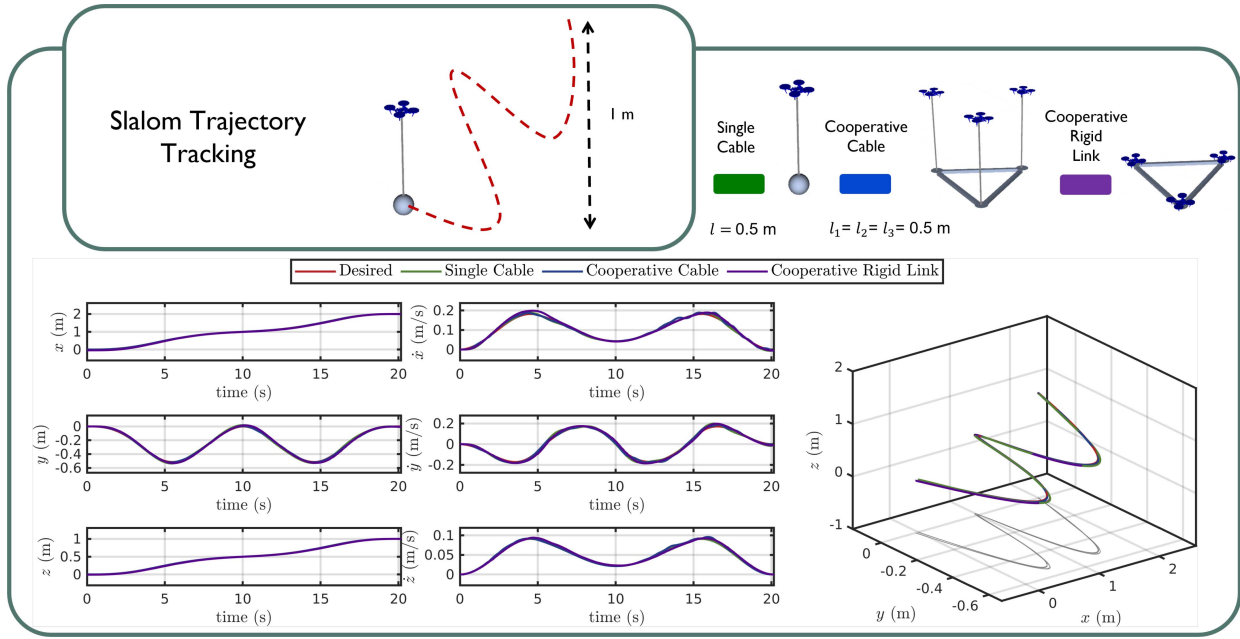 Slalom Trajectory
Tracking
1 m
Single
Cable
l = 0.5 m
Cooperative
Cable
l₁= l₂= l₃= 0.5 m
Cooperative
Rigid
Link
Desired Single Cable Cooperative Cable Cooperative Rigid Link
x (m)
2
1
0
0 5 10 15 20
time (s)
ẋ (m/s)
0.2
0.1
0
0 5 10 15 20
time (s)
y (m)
0
-0.2
-0.4
-0.6
0 5 10 15 20
time (s)
ẏ (m/s)
0.2
0
-0.2
0 5 10 15 20
time (s)
z (m)
1
0.5
0
0 5 10 15 20
time (s)
ż (m/s)
0.1
0.05
0
0 5 10 15 20
time (s)
z (m)
2
1
0
-1
0
-0.2
-0.4
-0.6
y (m)
0
1
2
x (m)